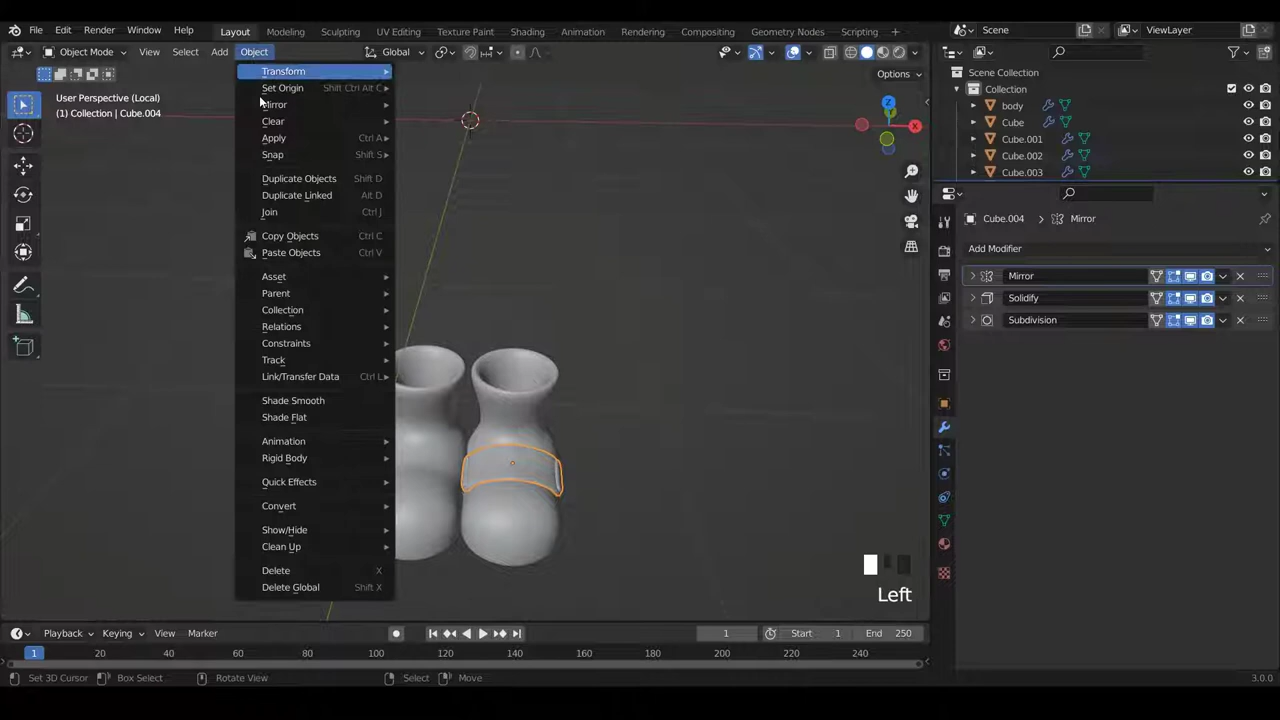 File Edit Render Window Help Layout Modeling Sculpting UV Editing Texture Paint Shading Animation Rendering Compositing Geometry Nodes Scripting + Scene ViewLayer
Object Mode View Select Add Object Global
Options
User Perspective (Local)
(1) Collection | Cube.004
Transform
Set Origin Shift Ctrl Alt C
Mirror
Clear
Apply Ctrl A
Snap Shift S
Duplicate Objects Shift D
Duplicate Linked Alt D
Join Ctrl J
Copy Objects Ctrl C
Paste Objects Ctrl V
Asset
Parent
Collection
Relations
Constraints
Track
Link/Transfer Data Ctrl L
Shade Smooth
Shade Flat
Animation
Rigid Body
Quick Effects
Convert
Show/Hide
Clean Up
Delete X
Delete Global Shift X
Z
X
Left
Scene Collection
Collection
body
Cube
Cube.001
Cube.002
Cube.003
Cube.004 Mirror
Add Modifier
Mirror
Solidify
Subdivision
Playback Keying View Marker 1 Start 1 End 250
1 20 40 60 80 100 120 140 160 180 200 220 240
Set 3D Cursor Box Select Rotate View Select Move 3.0.0